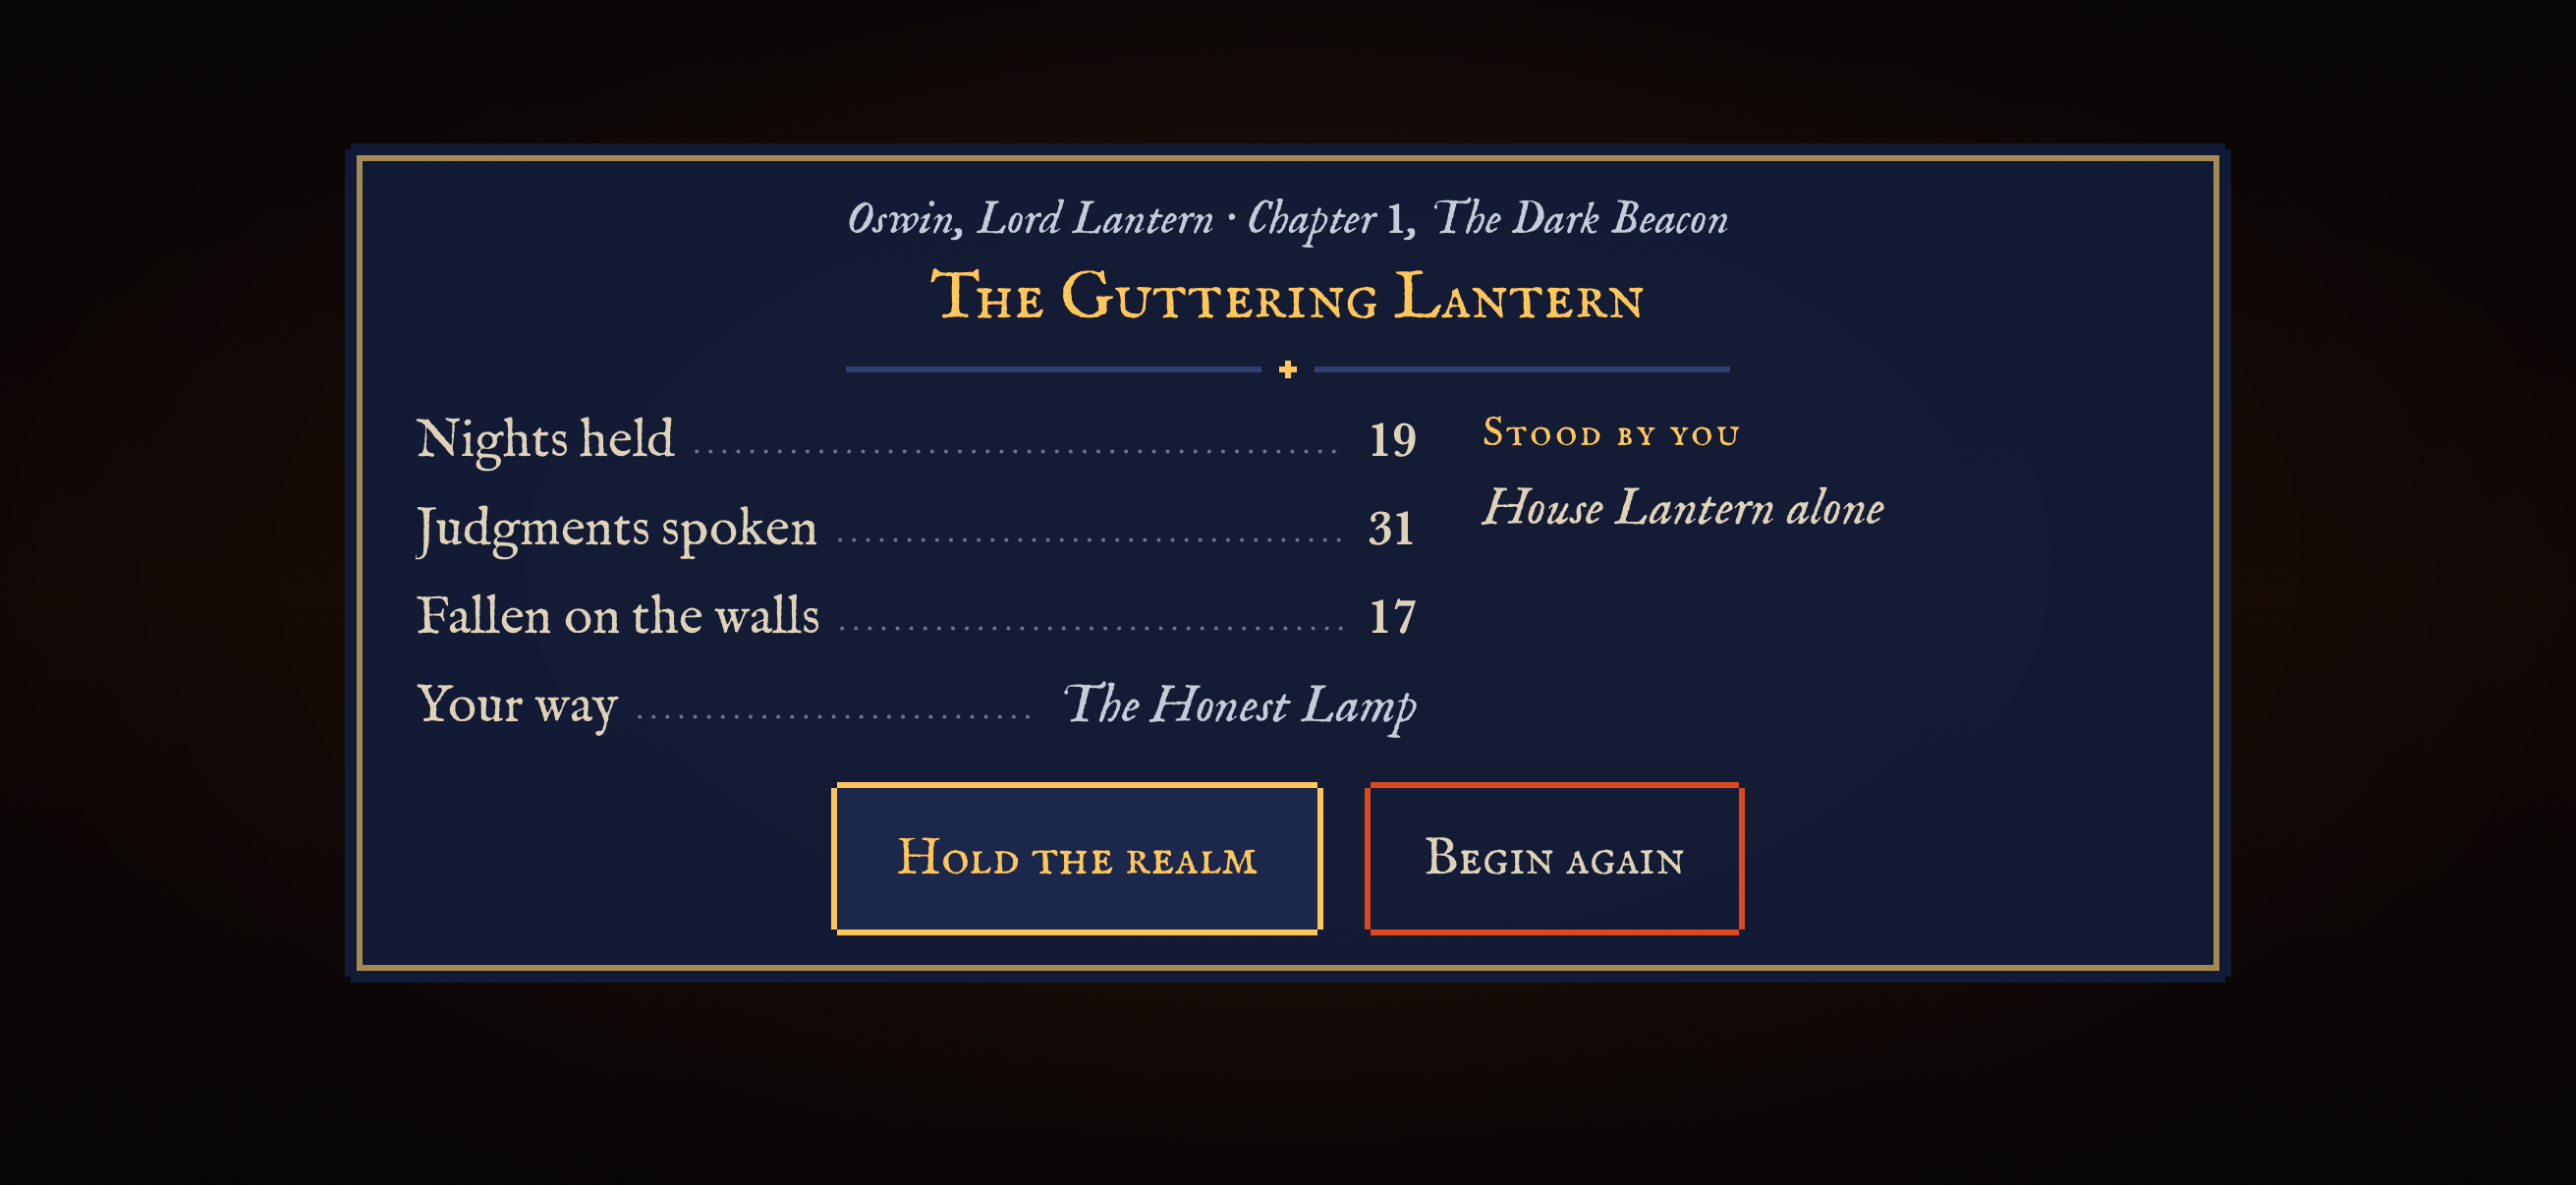 Oswin, Lord Lantern · Chapter 1, The Dark Beacon
The Guttering Lantern
Nights held 19
Judgments spoken 31
Fallen on the walls 17
Your way The Honest Lamp
Stood by you
House Lantern alone
Hold the realm
Begin again